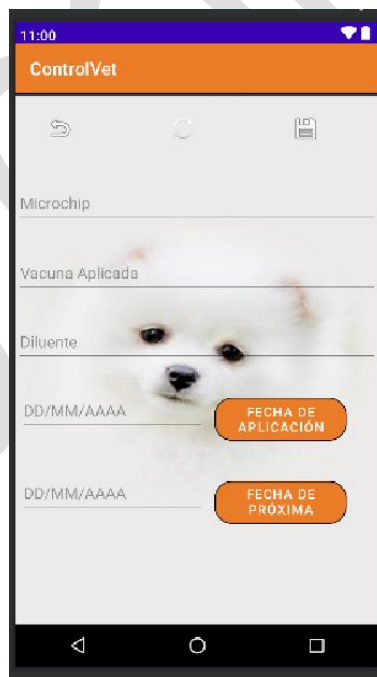 11:00
ControlVet
Microchip
Vacuna Aplicada
Diluente
DD/MM/AAAA
FECHA DE
APLICACIÓN
DD/MM/AAAA
FECHA DE
PRÓXIMA